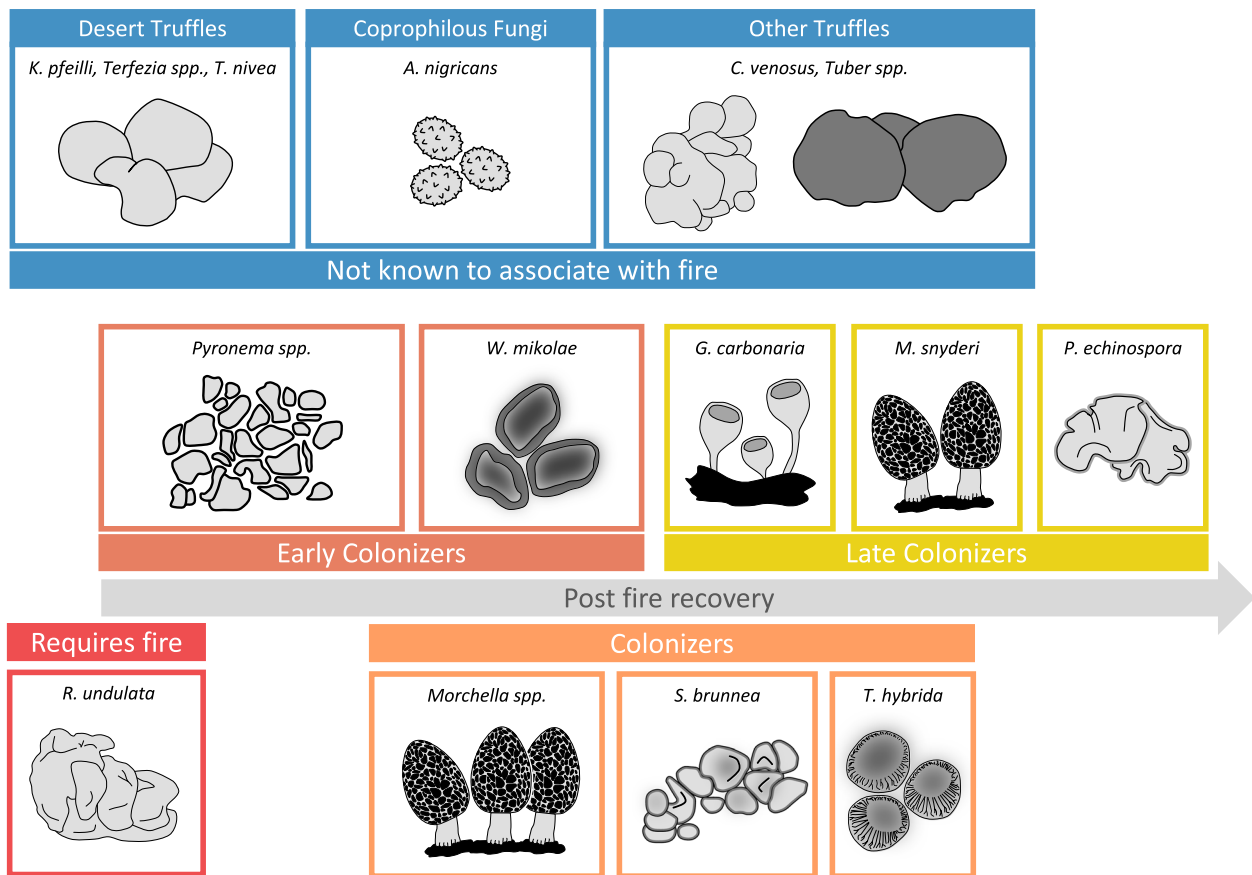 Desert Truffles
Coprophilous Fungi
Other Truffles
K. pfeilli, Terfezia spp., T. nivea
A. nigricans
C. venosus, Tuber spp.
Not known to associate with fire
Pyronema spp.
W. mikolae
G. carbonaria
M. snyderi
P. echinospora
Early Colonizers
Late Colonizers
Post fire recovery
Requires fire
Colonizers
R. undulata
Morchella spp.
S. brunnea
T. hybrida